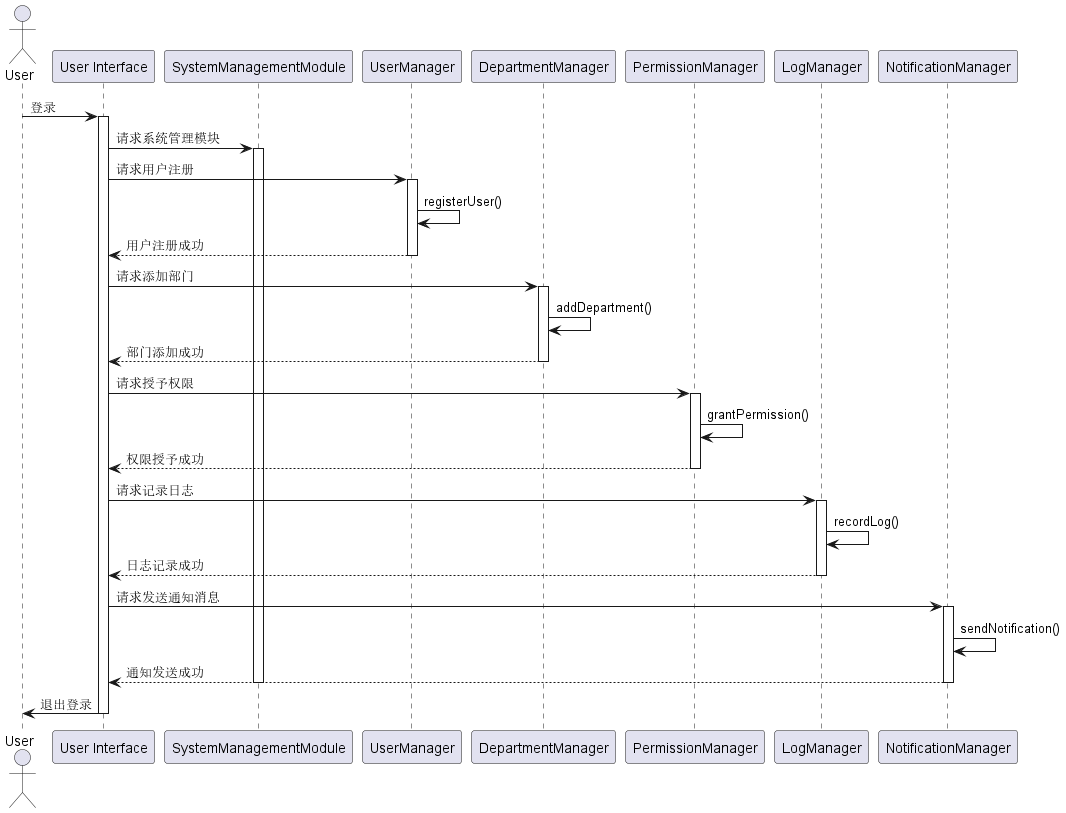 User
User Interface
SystemManagementModule
UserManager
DepartmentManager
PermissionManager
LogManager
NotificationManager
登录
请求系统管理模块
请求用户注册
registerUser()
用户注册成功
请求添加部门
addDepartment()
部门添加成功
请求授予权限
grantPermission()
权限授予成功
请求记录日志
recordLog()
日志记录成功
请求发送通知消息
sendNotification()
通知发送成功
退出登录
User
User Interface
SystemManagementModule
UserManager
DepartmentManager
PermissionManager
LogManager
NotificationManager